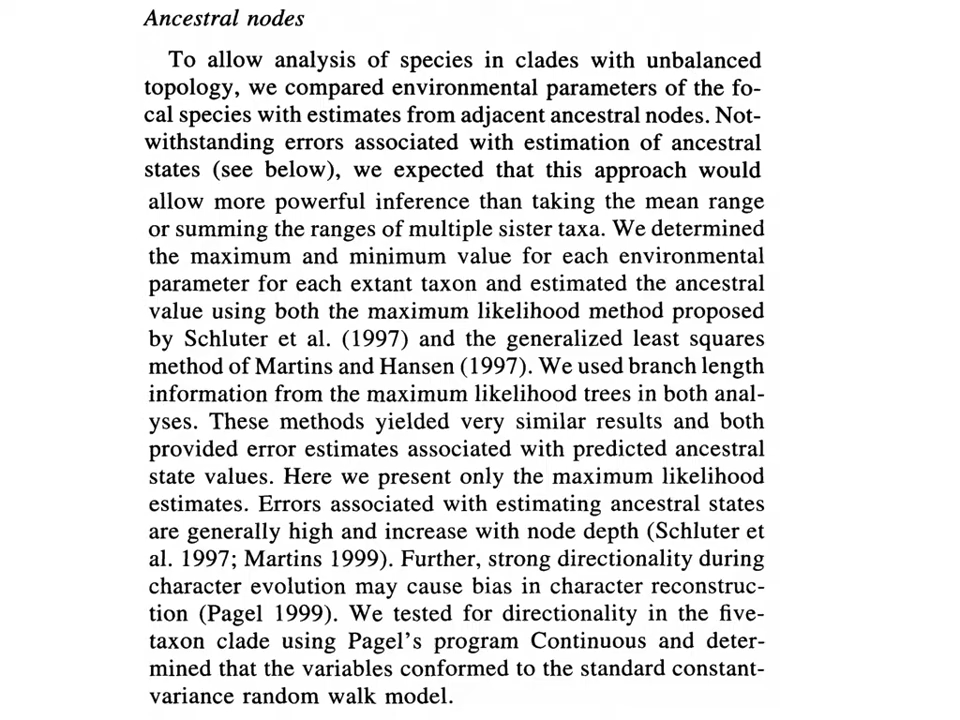 Ancestral nodes
To allow analysis of species in clades with unbalanced
topology, we compared environmental parameters of the fo-
cal species with estimates from adjacent ancestral nodes. Not-
withstanding errors associated with estimation of ancestral
states (see below), we expected that this approach would
allow more powerful inference than taking the mean range
or summing the ranges of multiple sister taxa. We determined
the maximum and minimum value for each environmental
parameter for each extant taxon and estimated the ancestral
value using both the maximum likelihood method proposed
by Schluter et al. (1997) and the generalized least squares
method of Martins and Hansen (1997). We used branch length
information from the maximum likelihood trees in both anal-
yses. These methods yielded very similar results and both
provided error estimates associated with predicted ancestral
state values. Here we present only the maximum likelihood
estimates. Errors associated with estimating ancestral states
are generally high and increase with node depth (Schluter et
al. 1997; Martins 1999). Further, strong directionality during
character evolution may cause bias in character reconstruc-
tion (Pagel 1999). We tested for directionality in the five-
taxon clade using Pagel's program Continuous and deter-
mined that the variables conformed to the standard constant-
variance random walk model.